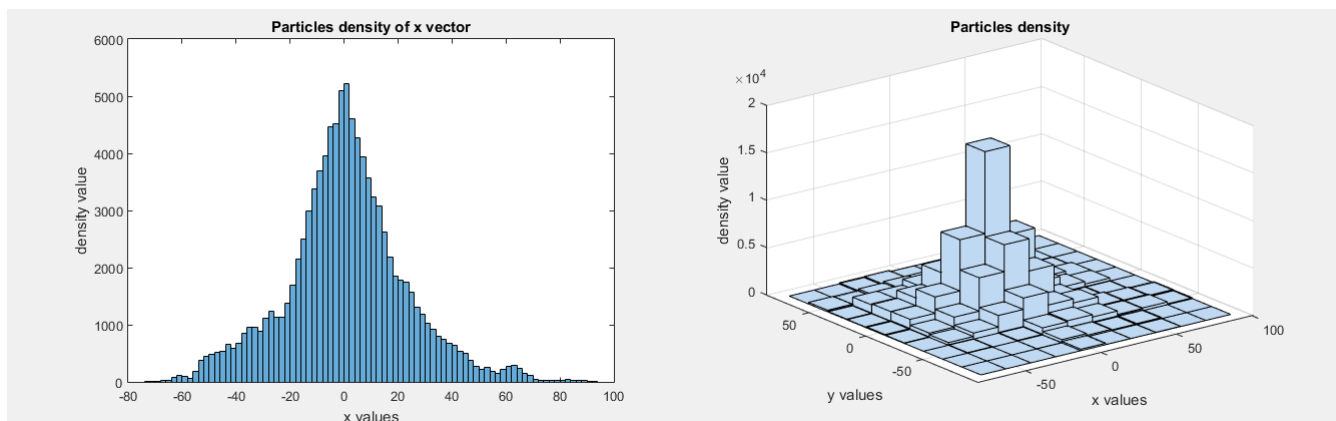 Particles density of x vector
6000
5000
4000
3000
2000
1000
0
density value
-80 -60 -40 -20 0 20 40 60 80 100
x values
Particles density
×10⁴
2
1.5
1
0.5
0
density value
50
0
-50
y values
-50
0
50
100
x values